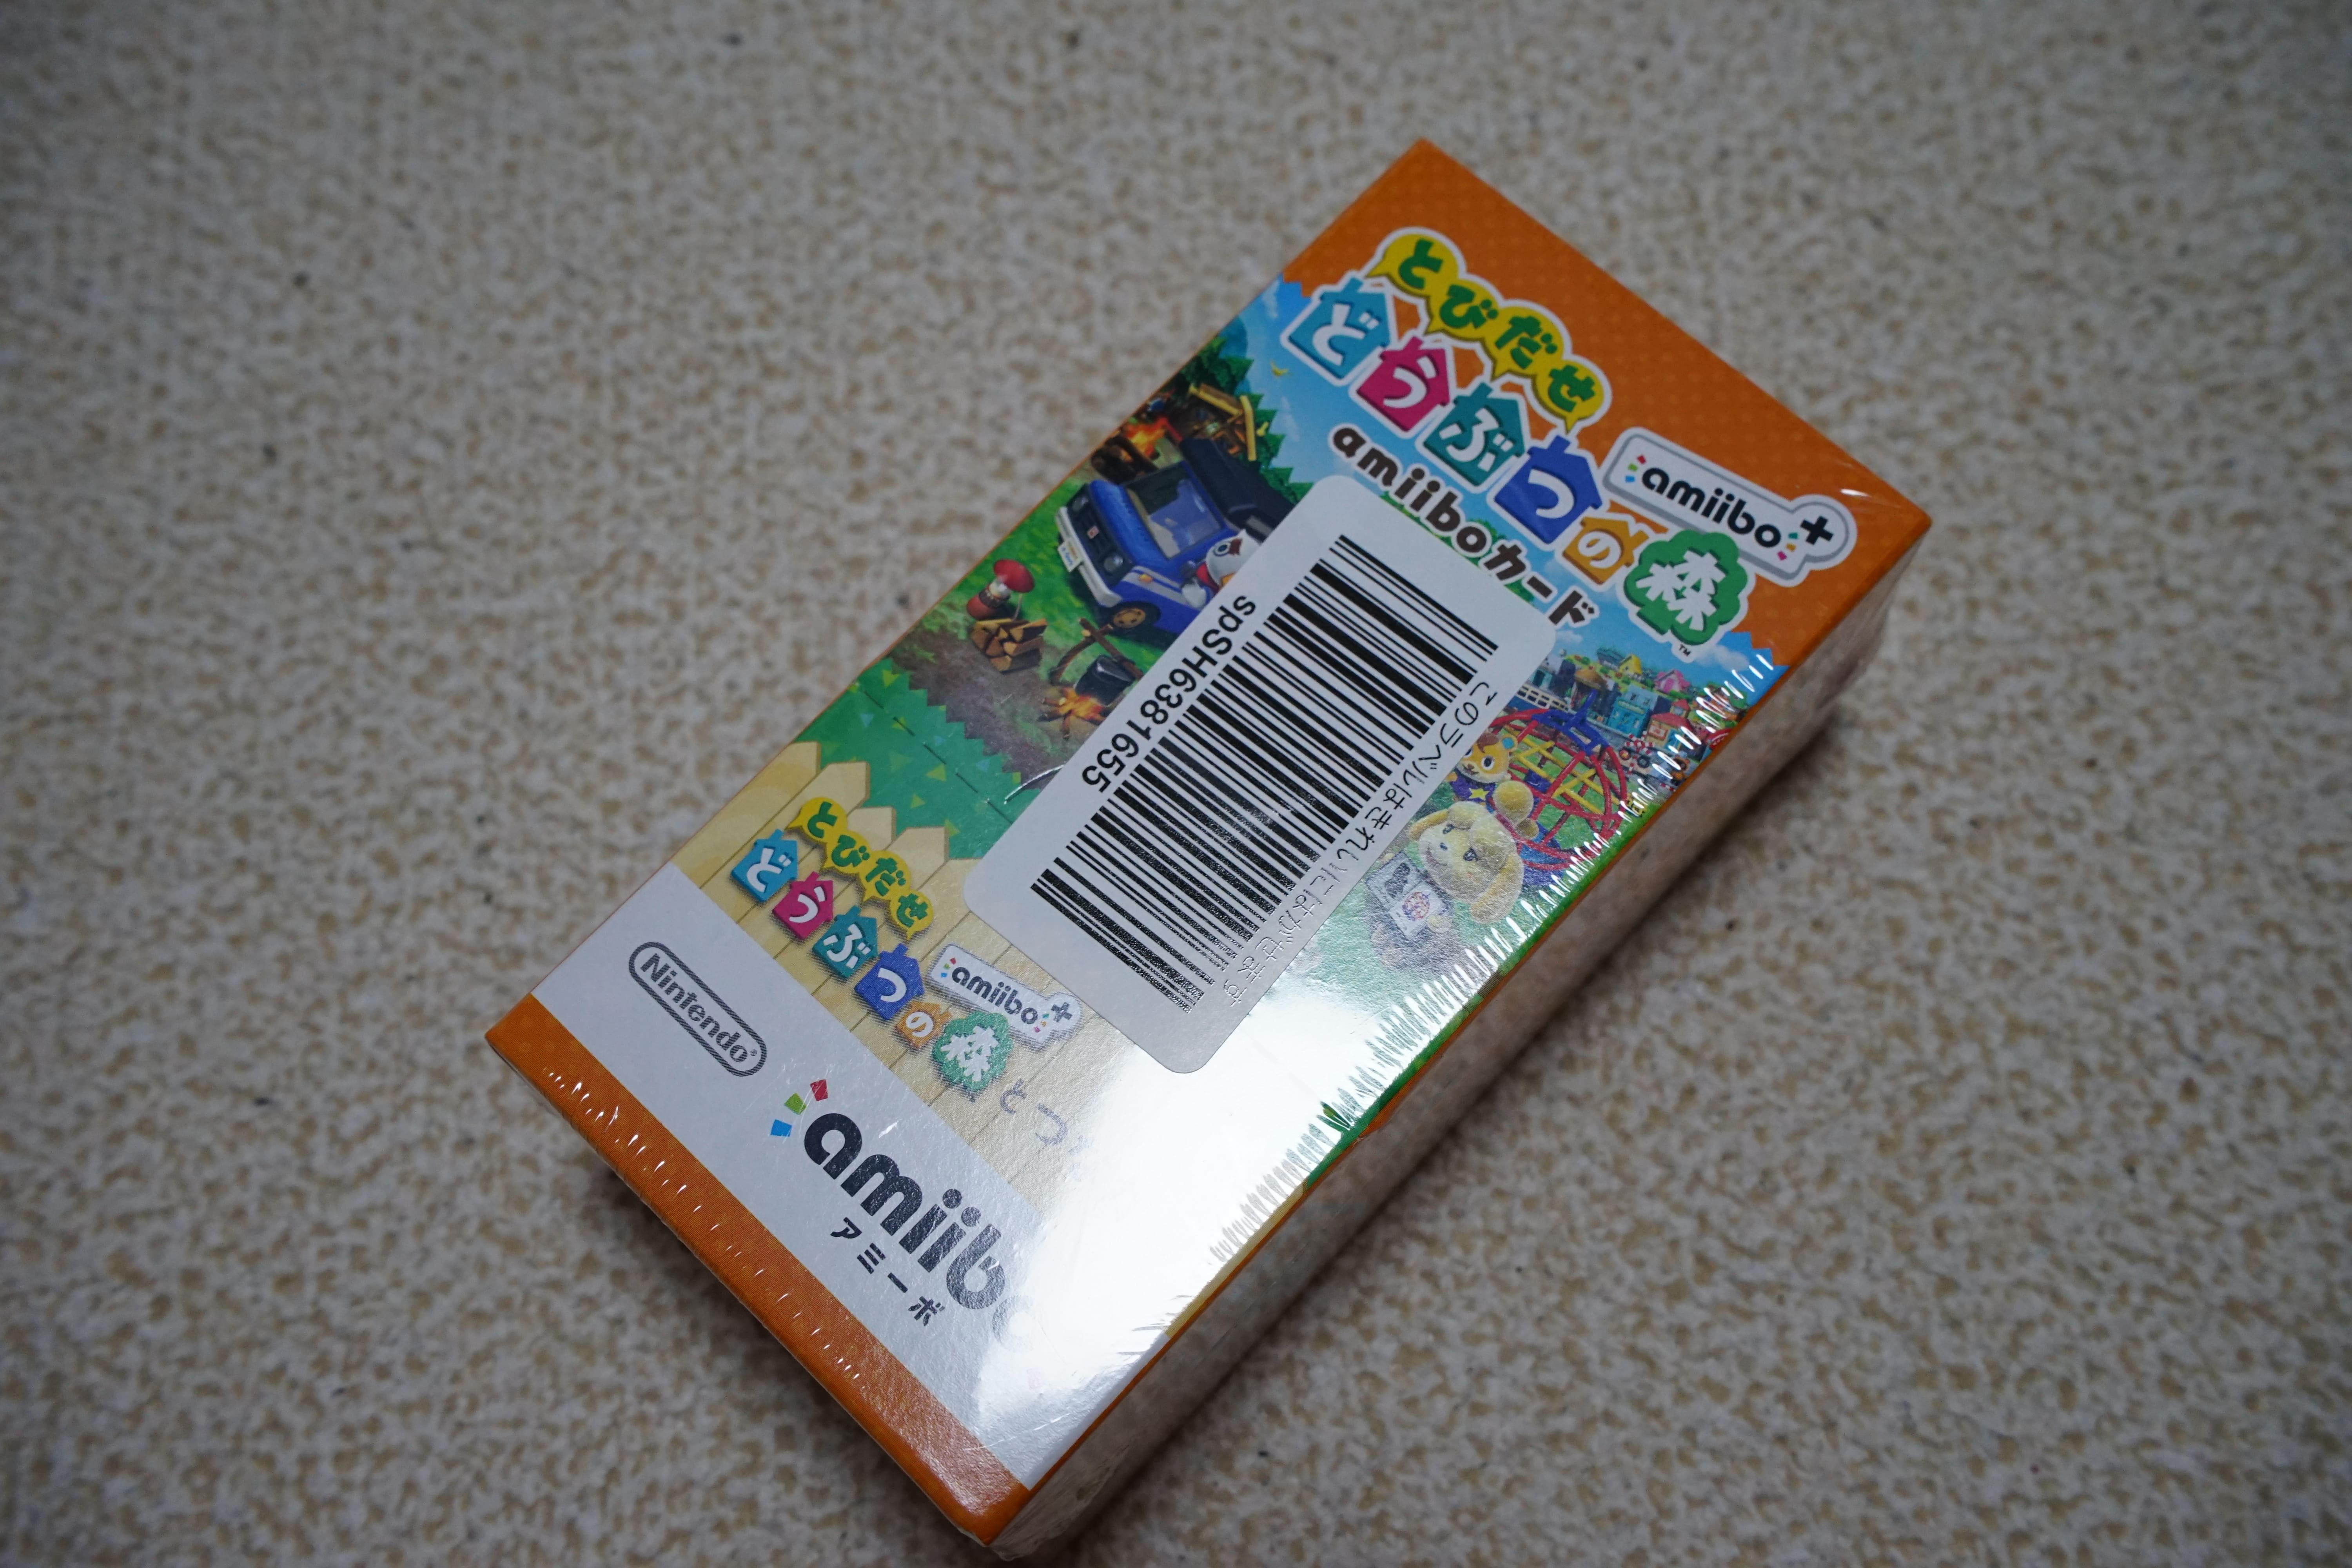 とびだせ
どうぶつの森
amiibo+
™
amiiboカード
spSH6381655
このラベルはきれいにはがせます
とびだせ
どうぶつの森
amiibo+
Nintendo
amiibo
アミーボ